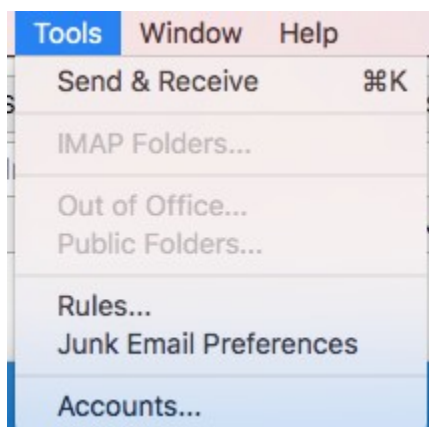 Tools Window Help
Send & Receive ⌘K
IMAP Folders...
Out of Office...
Public Folders...
Rules...
Junk Email Preferences
Accounts...